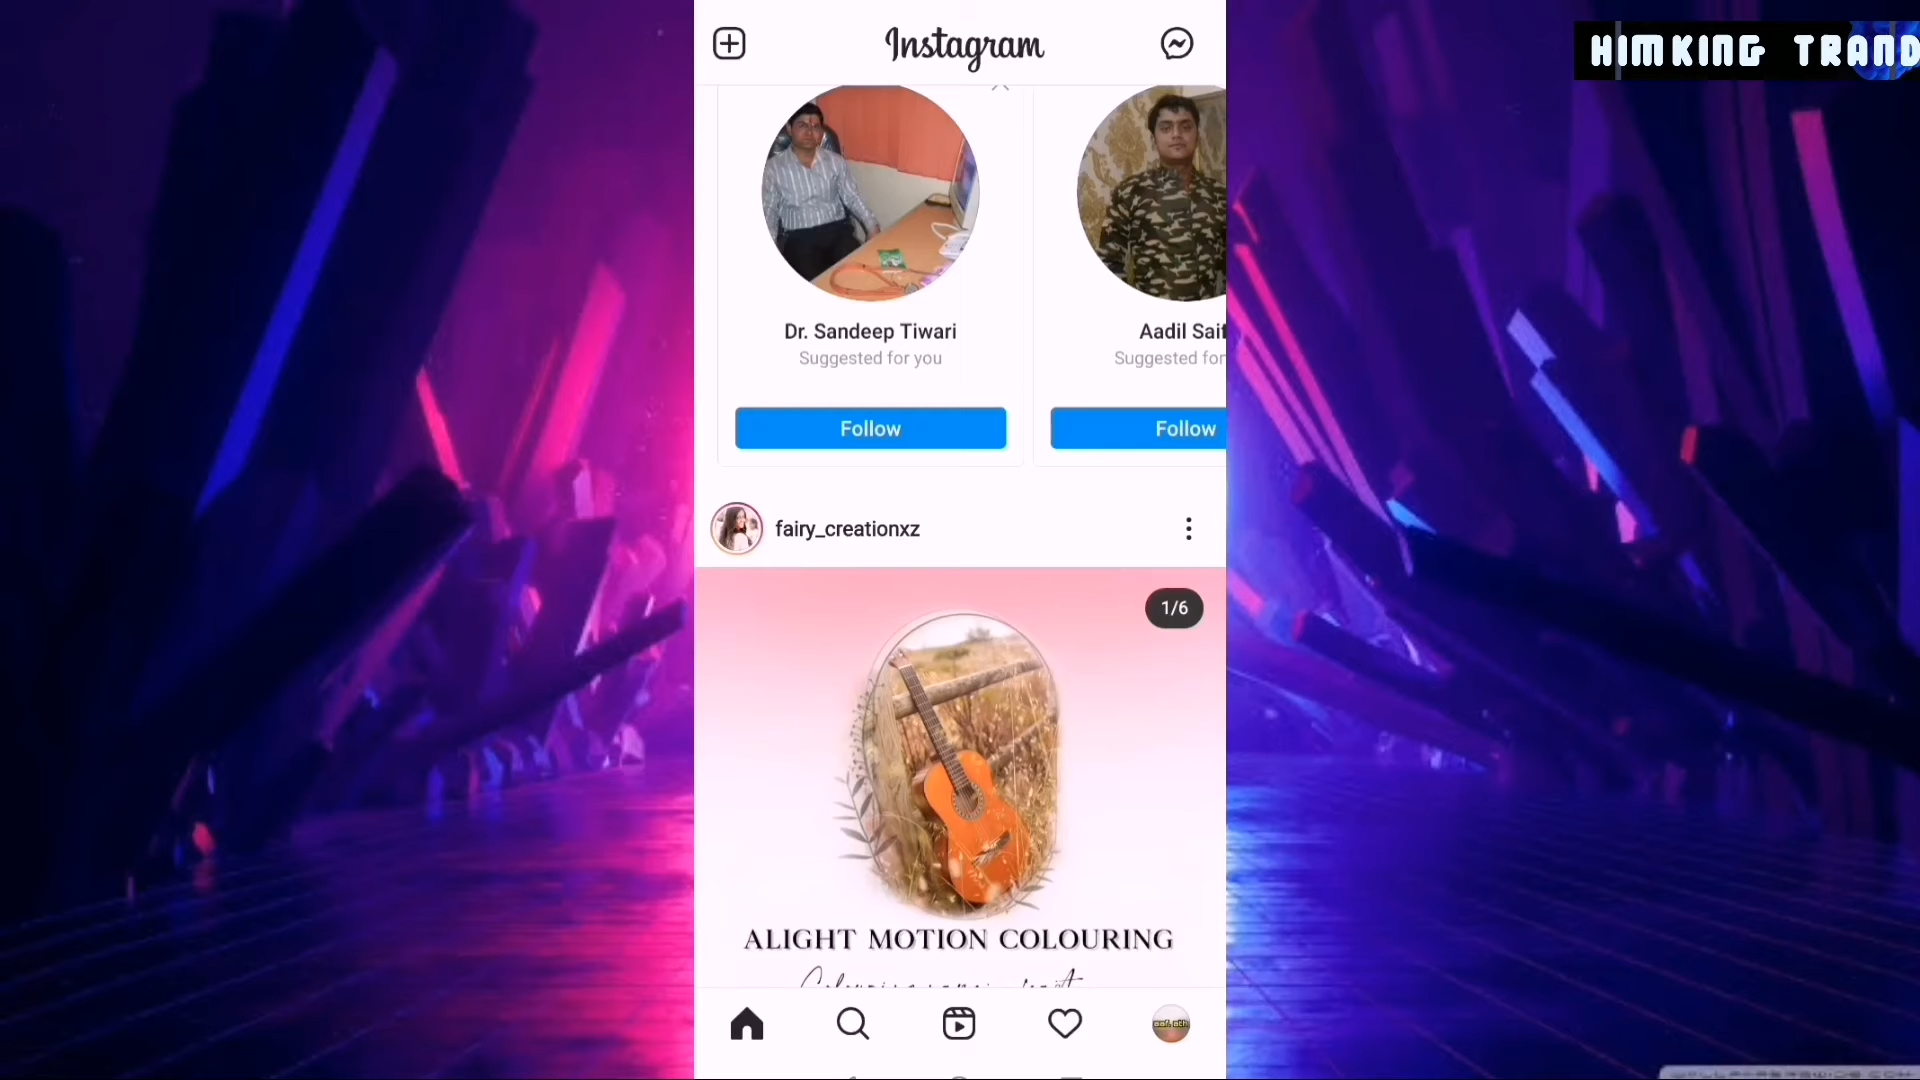 Instagram
HIMKING TRAND
Dr. Sandeep Tiwari
Aadil Saif
Suggested for you
Suggested for
Follow
Follow
fairy_creationxz
1/6
ALIGHT MOTION COLOURING